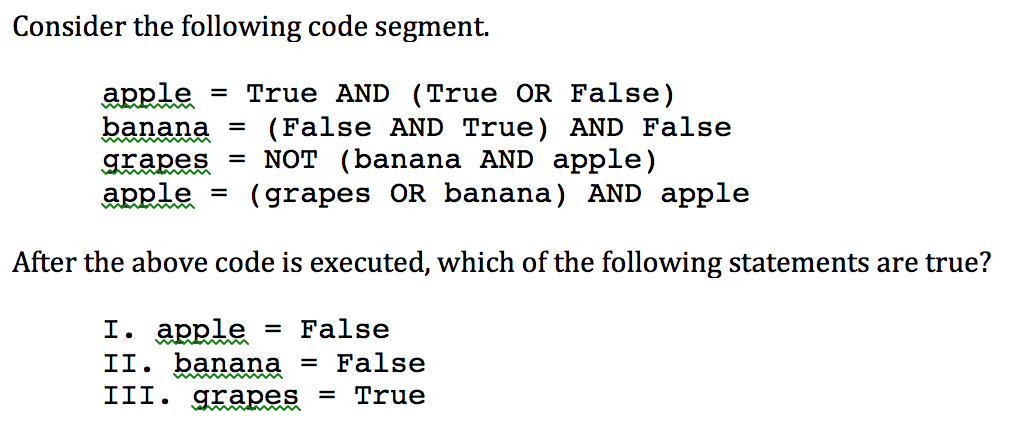 Consider the following code segment.
apple = True AND (True OR False)
banana = (False AND True) AND False
grapes = NOT (banana AND apple)
apple = (grapes OR banana) AND apple
After the above code is executed, which of the following statements are true?
I. apple = False
II. banana = False
III. grapes = True